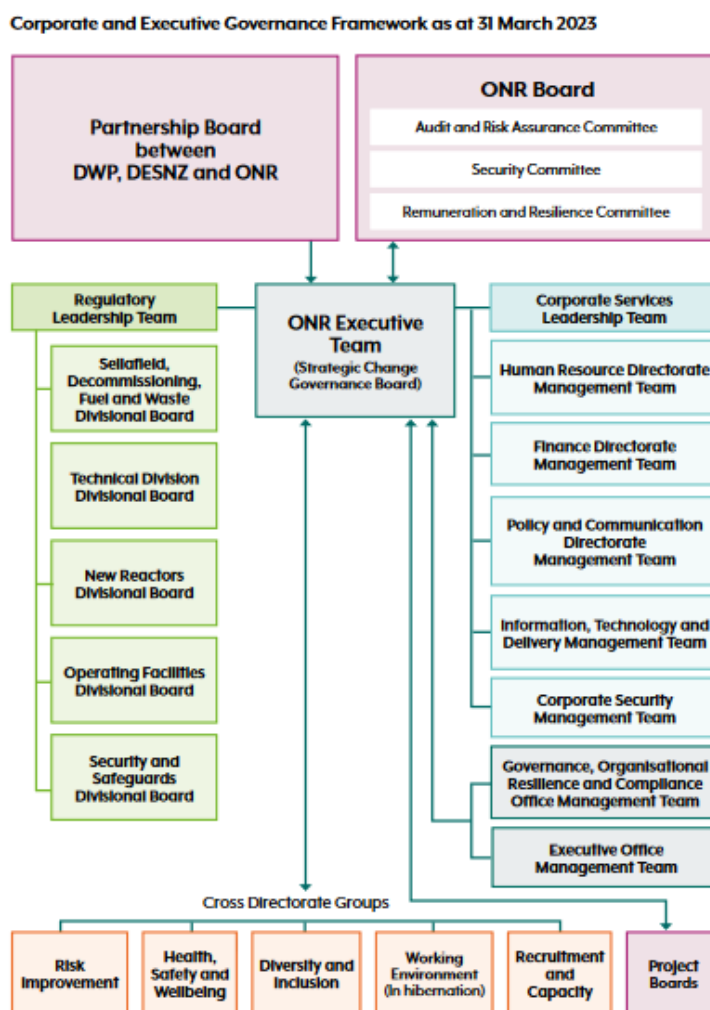 Corporate and Executive Governance Framework as at 31 March 2023
Partnership Board
between
DWP, DESNZ and ONR
ONR Board
Audit and Risk Assurance Committee
Security Committee
Remuneration and Resilience Committee
Regulatory
Leadership Team
ONR Executive
Team
(Strategic Change
Governance Board)
Corporate Services
Leadership Team
Sellafield,
Decommissioning,
Fuel and Waste
Divisional Board
Technical Division
Divisional Board
New Reactors
Divisional Board
Operating Facilities
Divisional Board
Security and
Safeguards
Divisional Board
Human Resource Directorate
Management Team
Finance Directorate
Management Team
Policy and Communication
Directorate
Management Team
Information, Technology and
Delivery Management Team
Corporate Security
Management Team
Governance, Organisational
Resilience and Compliance
Office Management Team
Executive Office
Management Team
Cross Directorate Groups
Risk
Improvement
Health,
Safety and
Wellbeing
Diversity and
Inclusion
Working
Environment
(In hibernation)
Recruitment
and
Capacity
Project
Boards